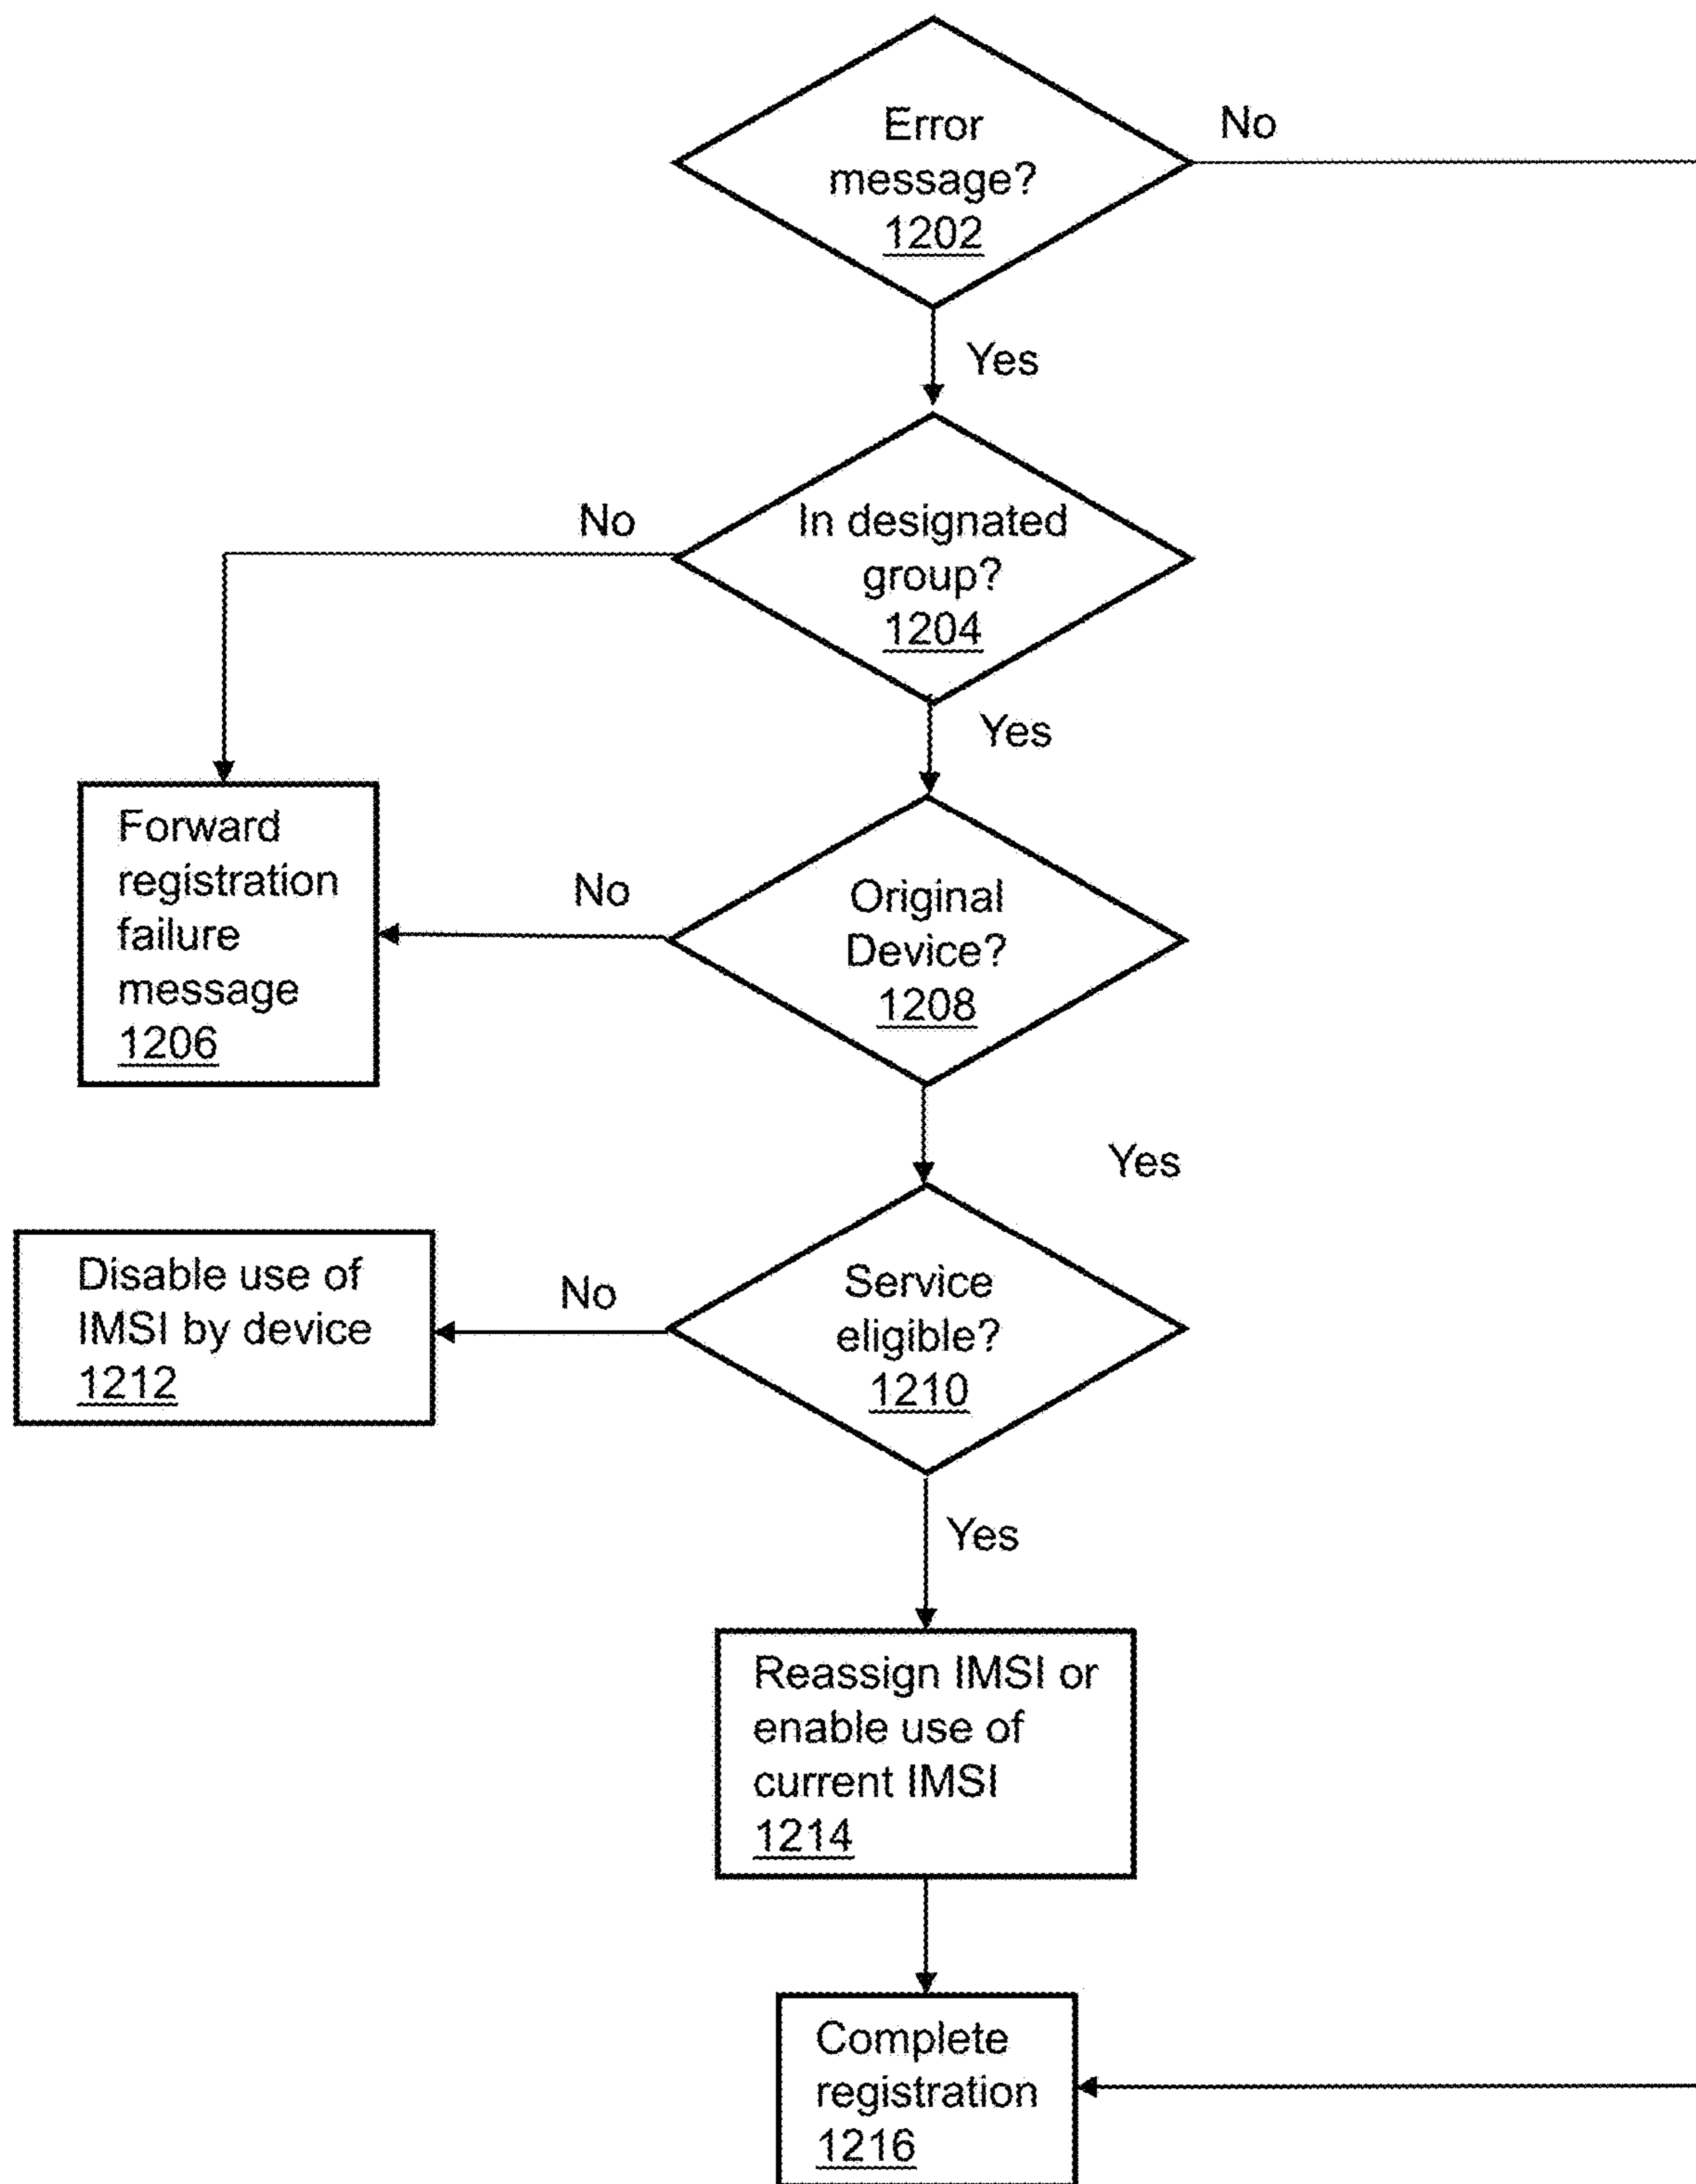 Error
message?
1202
No
Yes
In designated
group?
1204
No
Yes
Forward
registration
failure
message
1206
No
Original
Device?
1208
Yes
Disable use of
IMSI by device
1212
No
Service
eligible?
1210
Yes
Reassign IMSI or
enable use of
current IMSI
1214
Complete
registration
1216